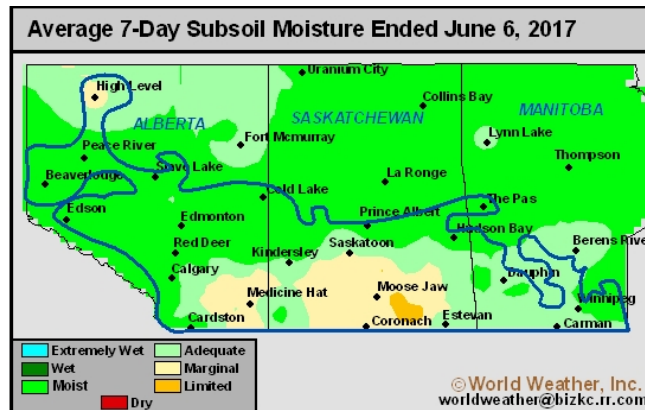 Average 7-Day Subsoil Moisture Ended June 6, 2017
Uranium City
High Level
Collins Bay
ALBERTA
SASKATCHEWAN
MANITOBA
Fort Mcmurray
Lynn Lake
Peace River
Thompson
Beaverlodge
Slave Lake
La Ronge
Cold Lake
The Pas
Edson
Edmonton
Prince Albert
Hudson Bay
Red Deer
Kindersley
Saskatoon
Berens River
Calgary
Dauphin
Medicine Hat
Moose Jaw
Winnipeg
Cardston
Coronach
Estevan
Carman
Extremely Wet
Adequate
Wet
Marginal
Moist
Limited
Dry
©World Weather, Inc.
worldweather@bizkc.rr.com